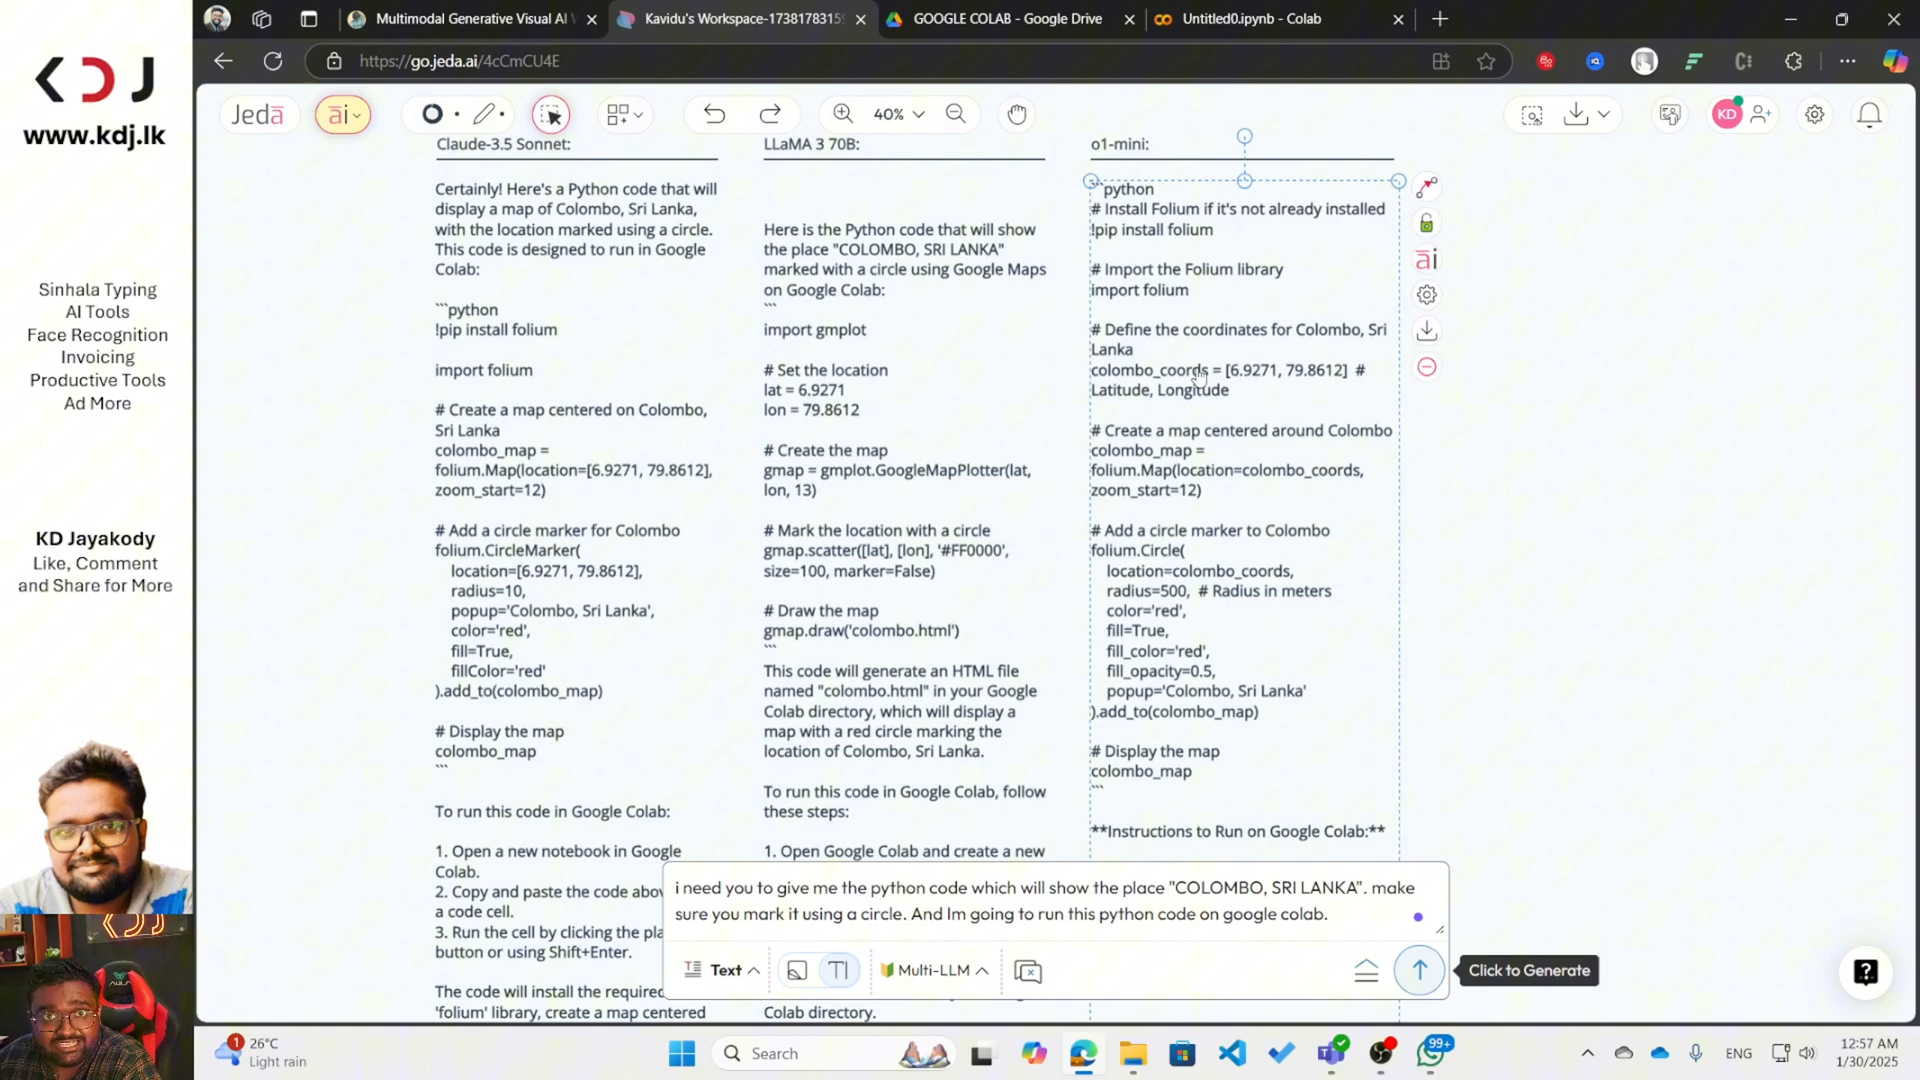 KDJ
www.kdj.lk
Sinhala Typing
AI Tools
Face Recognition
Invoicing
Productive Tools
Ad More
KD Jayakody
Like, Comment
and Share for More
Multimodal Generative Visual AI
Kavidu's Workspace-1738178315
GOOGLE COLAB - Google Drive
Untitled0.ipynb - Colab
https://go.jeda.ai/4cCmCU4E
Jedā
āi
40%
KD
Claude-3.5 Sonnet:
Certainly! Here's a Python code that will
display a map of Colombo, Sri Lanka,
with the location marked using a circle.
This code is designed to run in Google
Colab:
```python
!pip install folium
import folium
# Create a map centered on Colombo,
Sri Lanka
colombo_map =
folium.Map(location=[6.9271, 79.8612],
zoom_start=12)
# Add a circle marker for Colombo
folium.CircleMarker(
location=[6.9271, 79.8612],
radius=10,
popup='Colombo, Sri Lanka',
color='red',
fill=True,
fillColor='red'
).add_to(colombo_map)
# Display the map
colombo_map
```
To run this code in Google Colab:
1. Open a new notebook in Google
Colab.
2. Copy and paste the code abov
a code cell.
3. Run the cell by clicking the pla
button or using Shift+Enter.
The code will install the required
'folium' library, create a map centered
LLaMA 3 70B:
Here is the Python code that will show
the place "COLOMBO, SRI LANKA"
marked with a circle using Google Maps
on Google Colab:
```
import gmplot
# Set the location
lat = 6.9271
lon = 79.8612
# Create the map
gmap = gmplot.GoogleMapPlotter(lat,
lon, 13)
# Mark the location with a circle
gmap.scatter([lat], [lon], '#FF0000',
size=100, marker=False)
# Draw the map
gmap.draw('colombo.html')
```
This code will generate an HTML file
named "colombo.html" in your Google
Colab directory, which will display a
map with a red circle marking the
location of Colombo, Sri Lanka.
To run this code in Google Colab, follow
these steps:
1. Open Google Colab and create a new
Colab directory.
o1-mini:
```python
# Install Folium if it's not already installed
!pip install folium
# Import the Folium library
import folium
# Define the coordinates for Colombo, Sri
Lanka
colombo_coords = [6.9271, 79.8612]  #
Latitude, Longitude
# Create a map centered around Colombo
colombo_map =
folium.Map(location=colombo_coords,
zoom_start=12)
# Add a circle marker to Colombo
folium.Circle(
location=colombo_coords,
radius=500,  # Radius in meters
color='red',
fill=True,
fill_color='red',
fill_opacity=0.5,
popup='Colombo, Sri Lanka'
).add_to(colombo_map)
# Display the map
colombo_map
```
**Instructions to Run on Google Colab:**
āi
i need you to give me the python code which will show the place "COLOMBO, SRI LANKA". make
sure you mark it using a circle. And Im going to run this python code on google colab.
Text
Multi-LLM
Click to Generate
1
26°C
Light rain
Search
99+
ENG
12:57 AM
1/30/2025